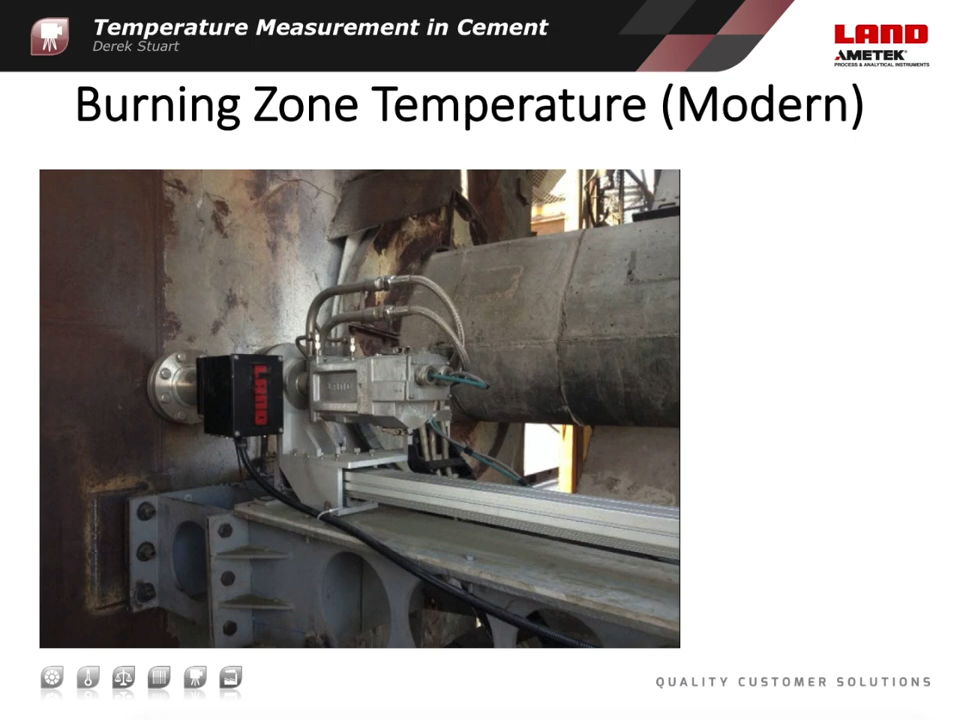 Temperature Measurement in Cement
Derek Stuart
LAND
AMETEK®
PROCESS & ANALYTICAL INSTRUMENTS
Burning Zone Temperature (Modern)
LAND
LAND
QUALITY CUSTOMER SOLUTIONS